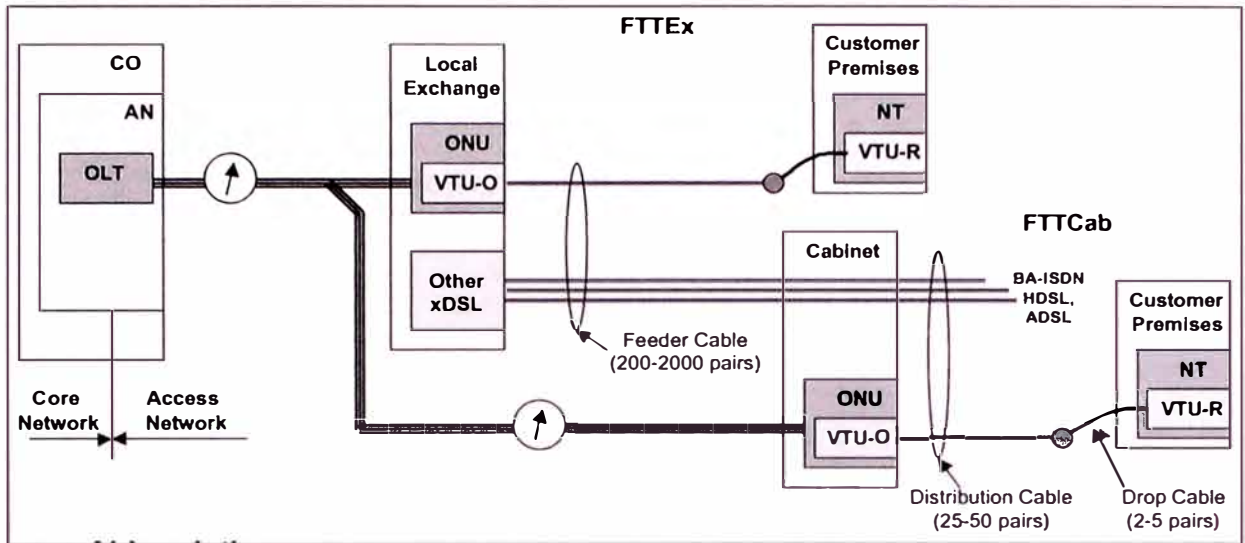 FTTEx
CO
AN
OLT
Local
Exchange
ONU
VTU-O
Other
xDSL
Customer
Premises
NT
VTU-R
FTTCab
Cabinet
BA-ISDN
HDSL,
ADSL
Customer
Premises
NT
VTU-R
Feeder Cable
(200-2000 pairs)
ONU
VTU-O
Core
Network
Access
Network
Distribution Cable
(25-50 pairs)
Drop Cable
(2-5 pairs)